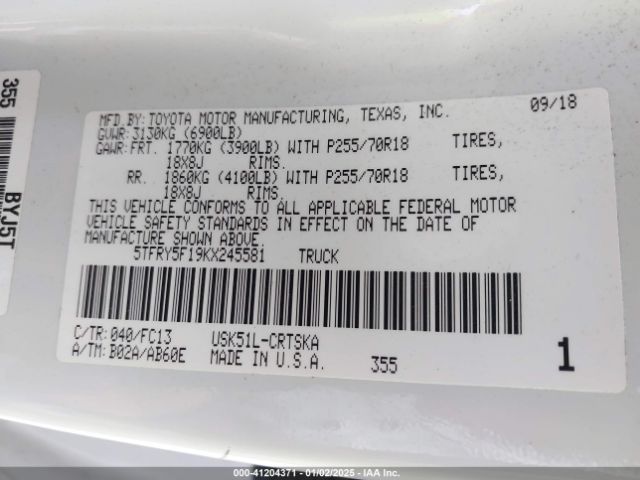 355
BYJ5T
MFD.BY:TOYOTA MOTOR MANUFACTURING, TEXAS, INC. 09/18
GVWR:3130KG (6900LB)
GAWR:FRT. 1770KG (3900LB) WITH P255/70R18 TIRES,
18X8J RIMS.
RR. 1860KG (4100LB) WITH P255/70R18 TIRES,
18X8J RIMS.
THIS VEHICLE CONFORMS TO ALL APPLICABLE FEDERAL MOTOR
VEHICLE SAFETY STANDARDS IN EFFECT ON THE DATE OF
MANUFACTURE SHOWN ABOVE.
5TFRY5F19KX245581 TRUCK
C/TR:040/FC13 USK51L-CRTSKA
A/TM:B02A/AB60E MADE IN U.S.A. 355 1
000-41204371 - 01/02/2025 - IAA Inc.